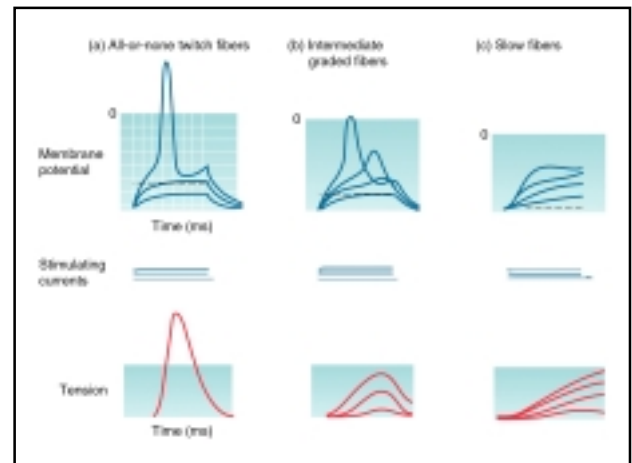 (a) All-or-none twitch fibers
(b) Intermediate
graded fibers
(c) Slow fibers
0
0
0
Membrane
potential
Time (ms)
Stimulating
currents
Tension
Time (ms)